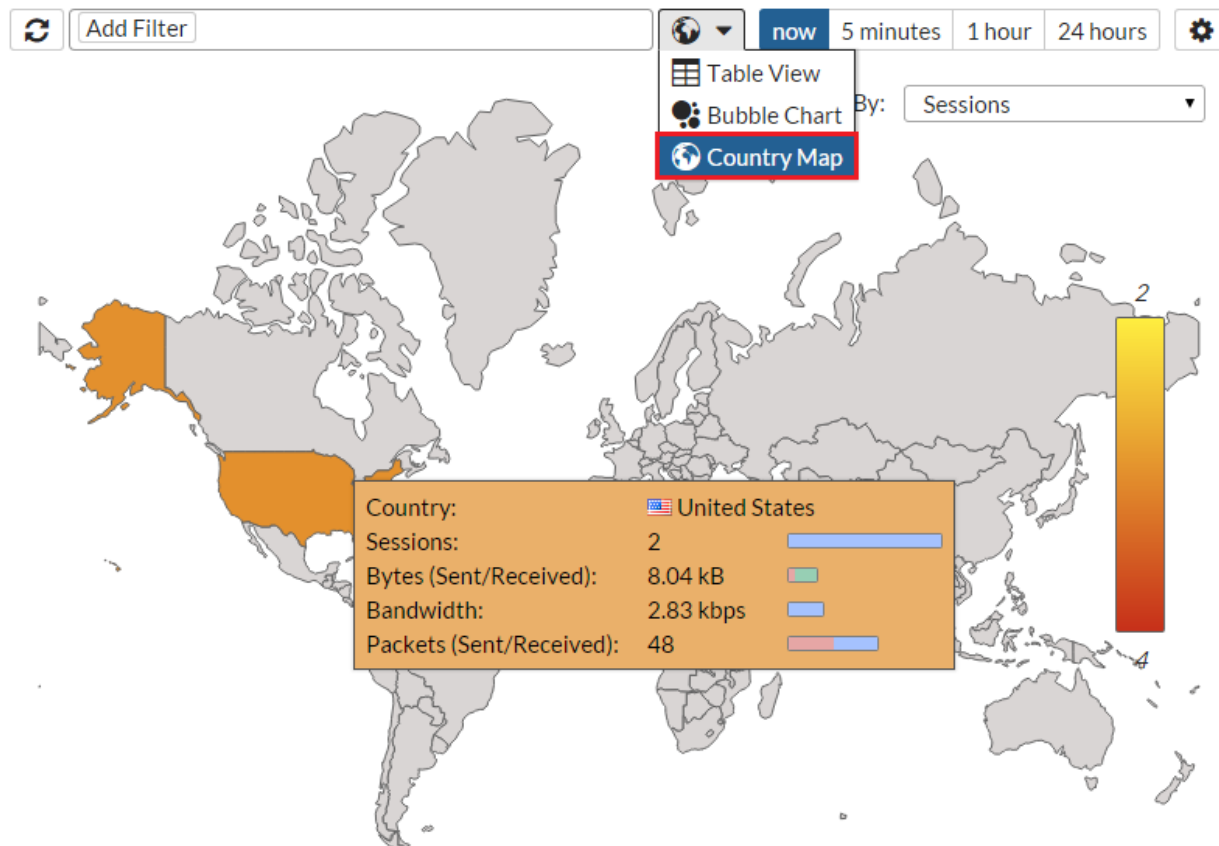 Add Filter now 5 minutes 1 hour 24 hours
Table View
By: Sessions
Bubble Chart
Country Map
2
Country: United States
Sessions: 2
Bytes (Sent/Received): 8.04 kB
Bandwidth: 2.83 kbps
Packets (Sent/Received): 48
4